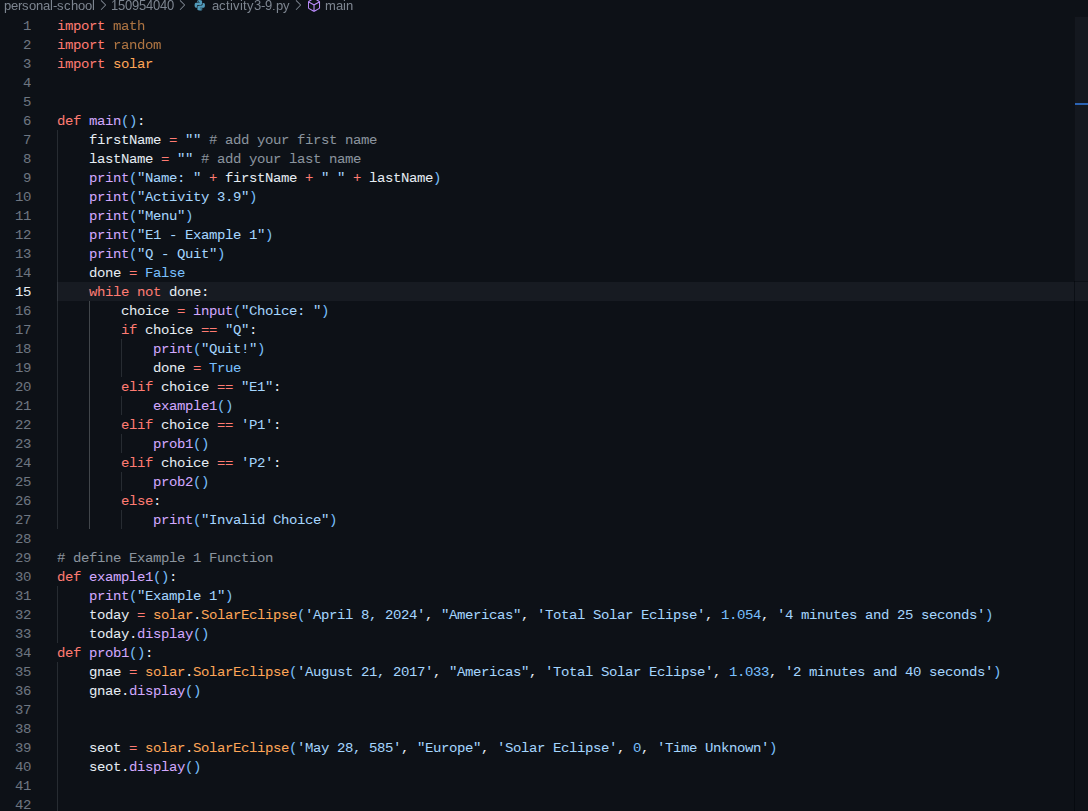 personal-school > 150954040 > activity3-9.py > main
1 import math
2 import random
3 import solar
4
5
6 def main():
7     firstName = "" # add your first name
8     lastName = "" # add your last name
9     print("Name: " + firstName + " " + lastName)
10     print("Activity 3.9")
11     print("Menu")
12     print("E1 - Example 1")
13     print("Q - Quit")
14     done = False
15     while not done:
16         choice = input("Choice: ")
17         if choice == "Q":
18             print("Quit!")
19             done = True
20         elif choice == "E1":
21             example1()
22         elif choice == 'P1':
23             prob1()
24         elif choice == 'P2':
25             prob2()
26         else:
27             print("Invalid Choice")
28
29 # define Example 1 Function
30 def example1():
31     print("Example 1")
32     today = solar.SolarEclipse('April 8, 2024', "Americas", 'Total Solar Eclipse', 1.054, '4 minutes and 25 seconds')
33     today.display()
34 def prob1():
35     gnae = solar.SolarEclipse('August 21, 2017', "Americas", 'Total Solar Eclipse', 1.033, '2 minutes and 40 seconds')
36     gnae.display()
37
38
39     seot = solar.SolarEclipse('May 28, 585', "Europe", 'Solar Eclipse', 0, 'Time Unknown')
40     seot.display()
41
42